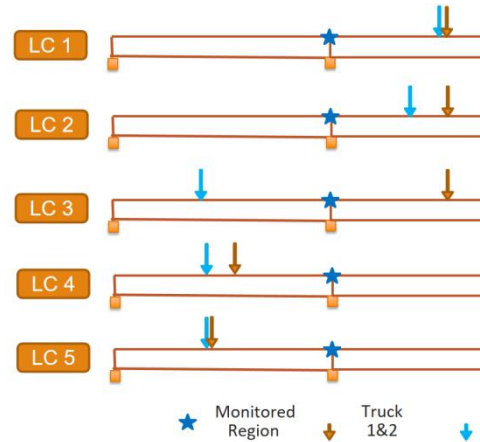 LC 1
LC 2
LC 3
LC 4
LC 5
Monitored Truck
Region 1&2